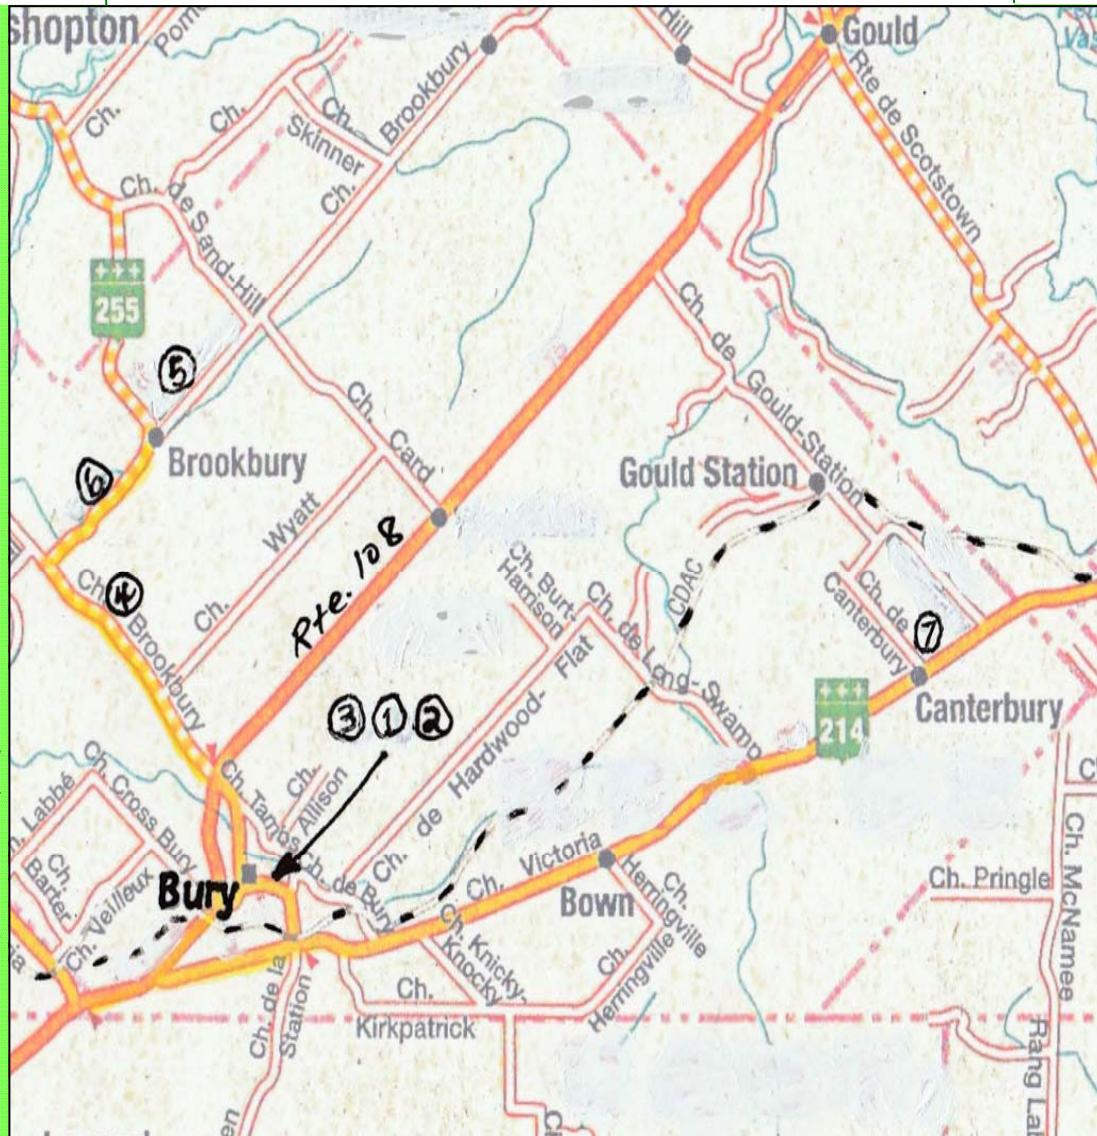 shopton
Hill
Gould
Ch.
Ch.
Ch.
Skinner
Brookbury
Ch.
Rte de Scotstown
Ch. de Sand-Hill
255
5
Ch. de Gould-Station
Ch. Card
Brookbury
Gould Station
6
Wyatt
Ch.
Rte. 108
4
Ch. Brookbury
Ch. Burt-
Harrison
CDAC
Ch. de
Canterbury
7
Ch. de Long-Swamp
Flat
Hardwood-
de
Ch.
3 1 2
Canterbury
214
Ch. Tambs
Ch.
Allison
Ch. Cross Bury
Labbé
Ch.
Barter
Ch. Veilleux
Bury
Ch. de Bury
Ch. Victoria
Bown
Ch.
Herringville
Ch.
Herringville
Ch. Pringle
Ch. McNamee
Ch. Knicky-
Knocky
Ch.
Kirkpatrick
Ch. de la
Station
Rang